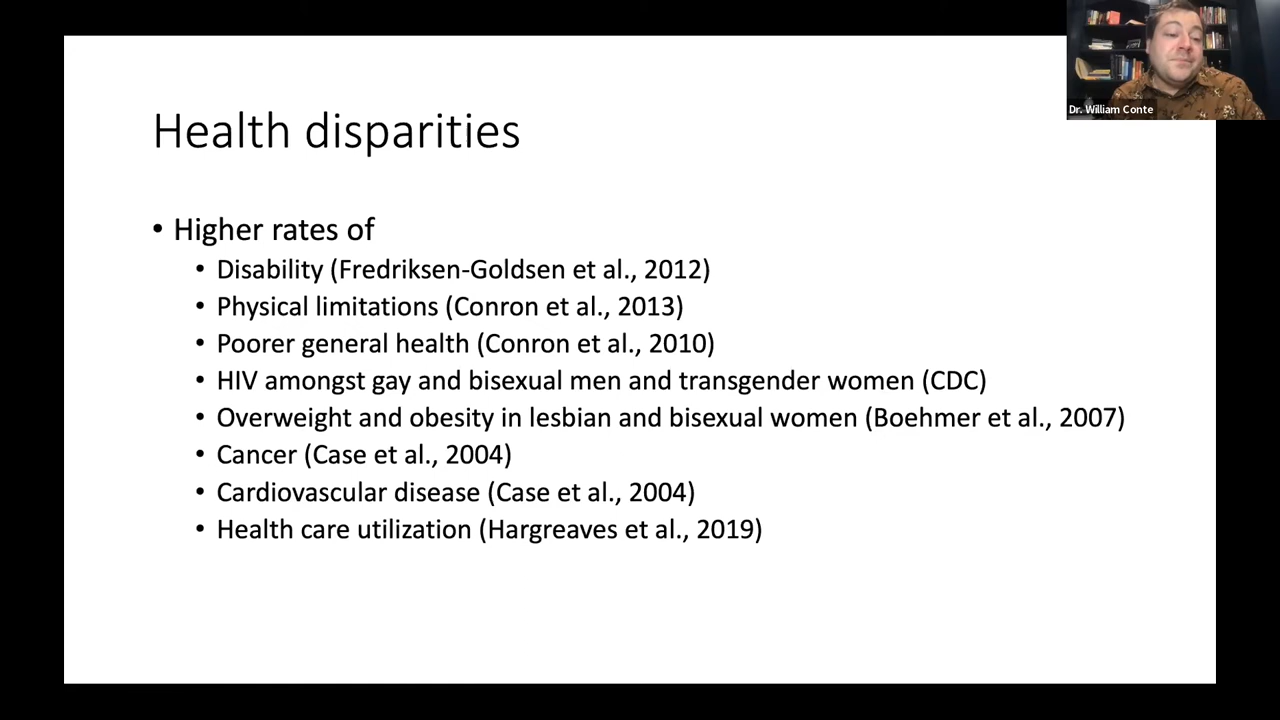 Dr. William Conte
Health disparities
• Higher rates of
• Disability (Fredriksen-Goldsen et al., 2012)
• Physical limitations (Conron et al., 2013)
• Poorer general health (Conron et al., 2010)
• HIV amongst gay and bisexual men and transgender women (CDC)
• Overweight and obesity in lesbian and bisexual women (Boehmer et al., 2007)
• Cancer (Case et al., 2004)
• Cardiovascular disease (Case et al., 2004)
• Health care utilization (Hargreaves et al., 2019)